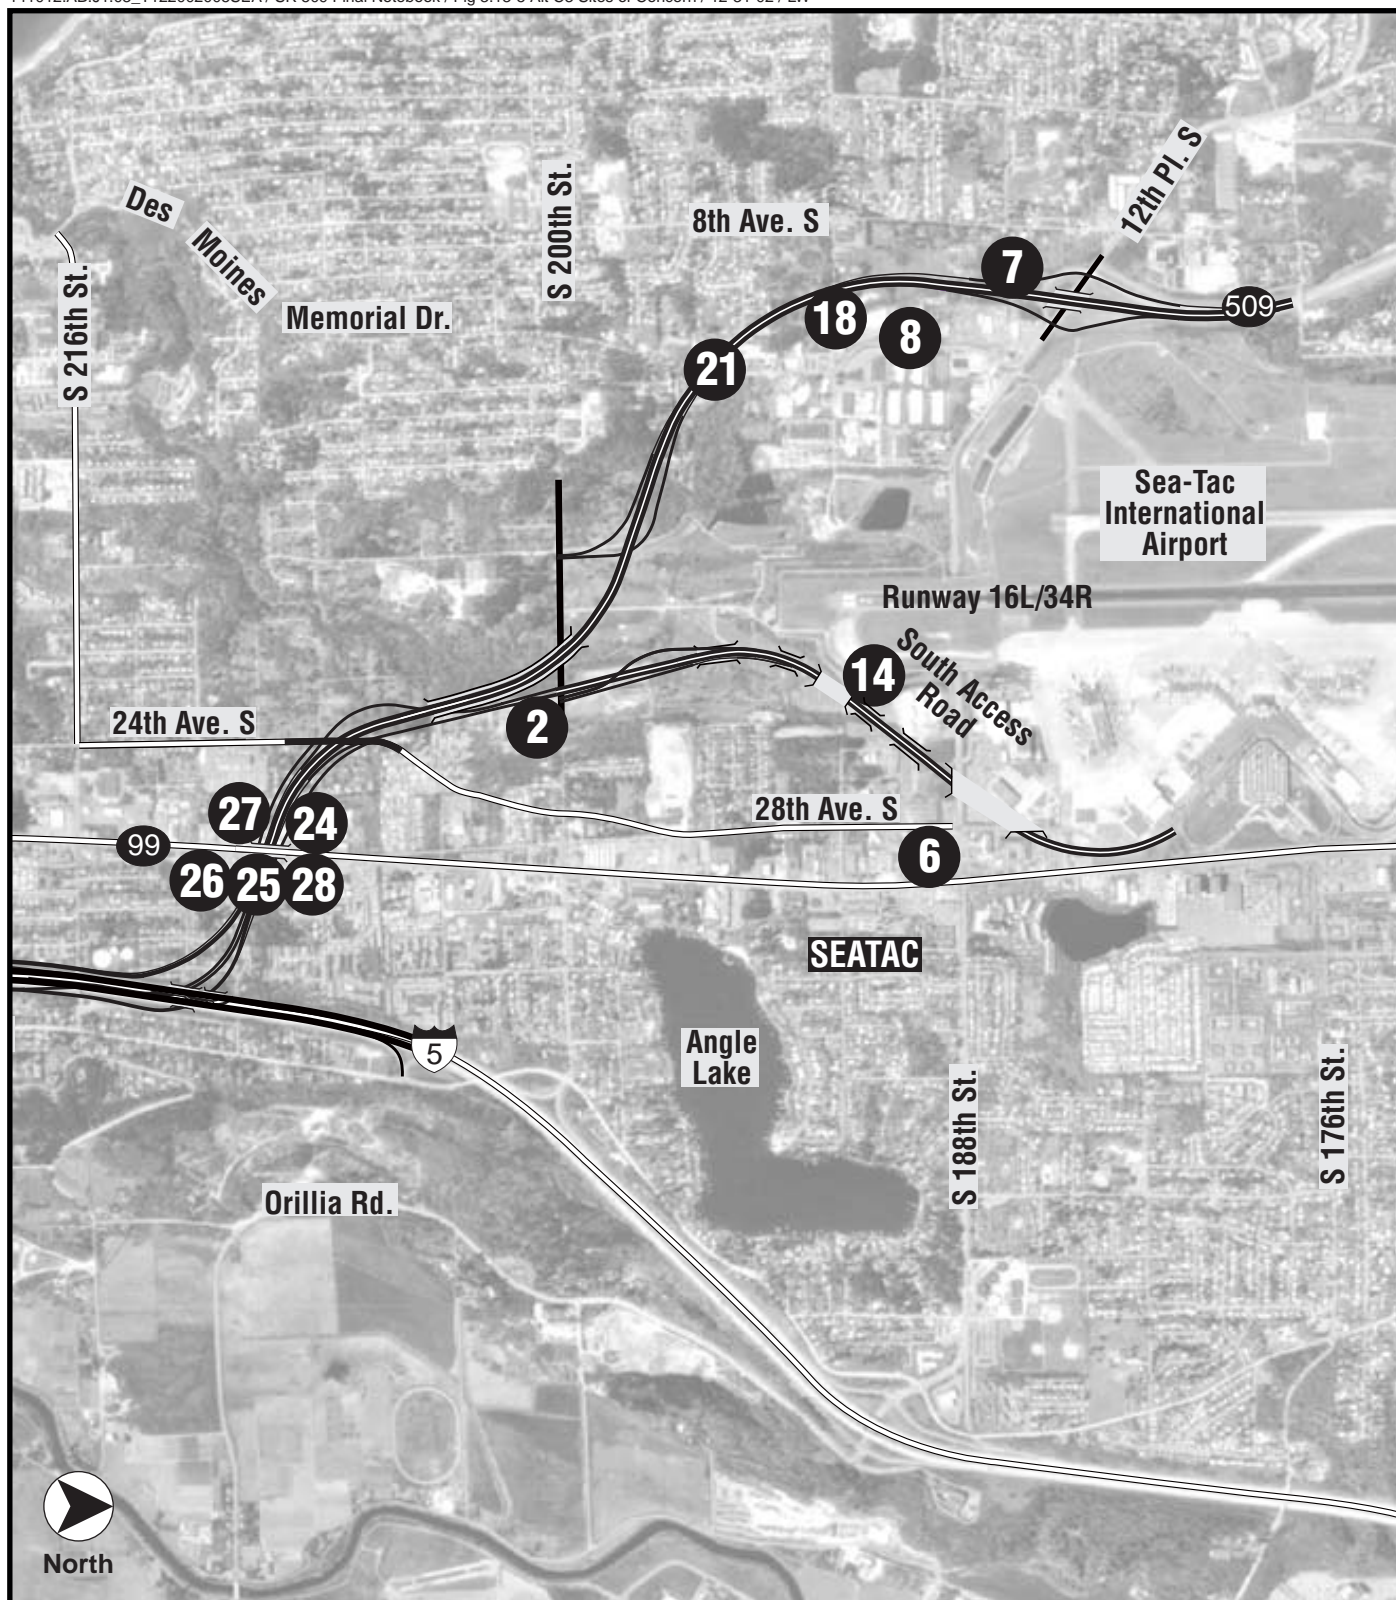 Des
Moines
Memorial Dr.
S 216th St.
S 200th St.
8th Ave. S
12th Pl. S
7
18
8
509
21
Sea-Tac
International
Airport
Runway 16L/34R
South Access
Road
14
2
24th Ave. S
28th Ave. S
27
24
99
6
26
25
28
SEATAC
5
Angle
Lake
S 188th St.
S 176th St.
Orillia Rd.
North